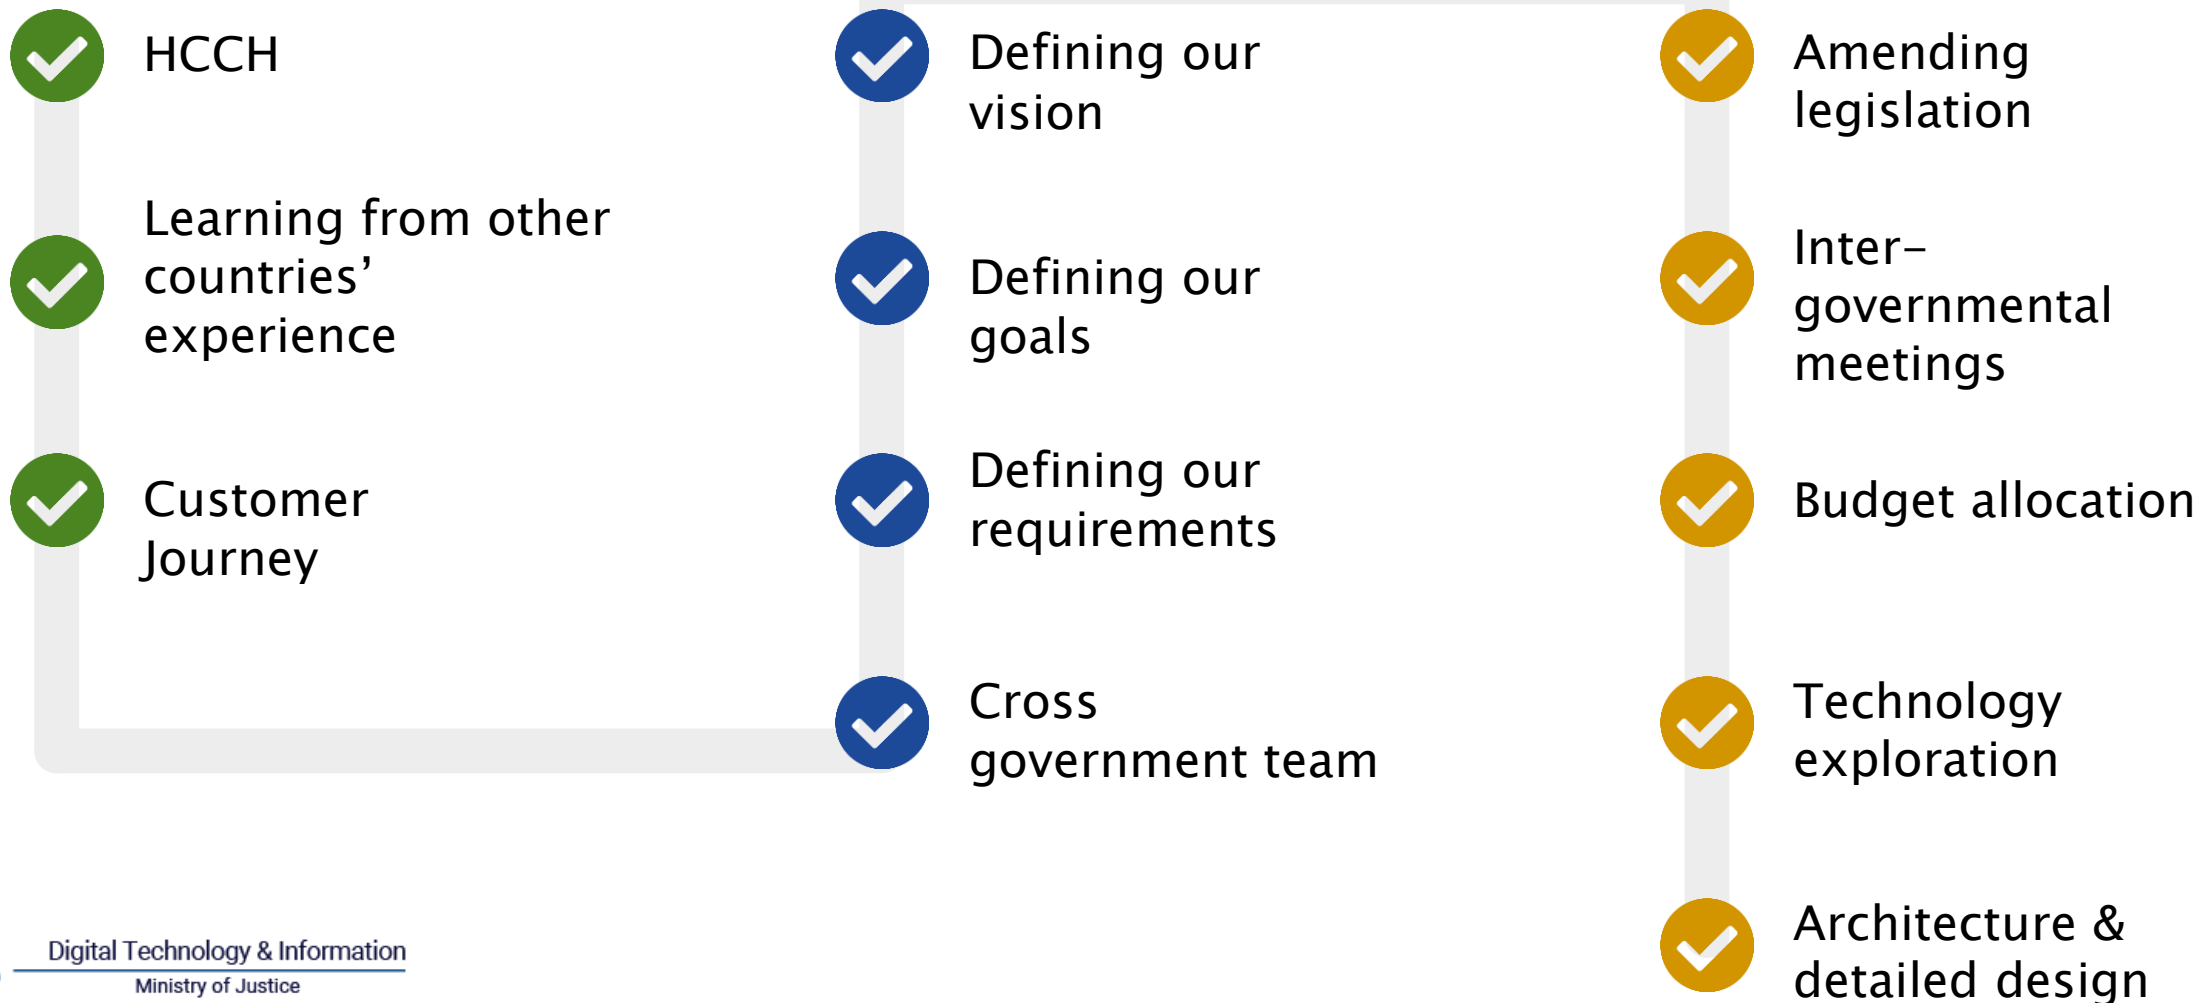 HCCH
Learning from other
countries’
experience
Customer
Journey
Defining our
vision
Defining our
goals
Defining our
requirements
Cross
government team
Amending
legislation
Inter-
governmental
meetings
Budget allocation
Technology
exploration
Architecture &
detailed design
Digital Technology & Information
Ministry of Justice